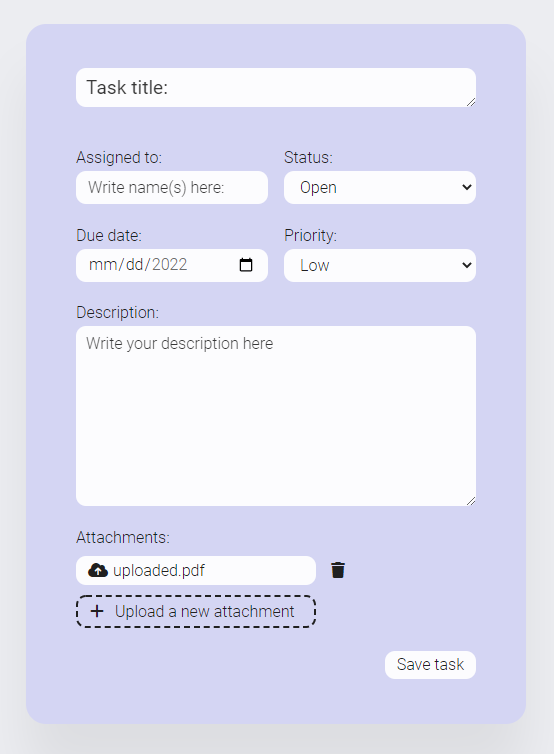 Task title:
Assigned to: Status:
Write name(s) here: Open
Due date: Priority:
mm/dd/2022 Low
Description:
Write your description here
Attachments:
uploaded.pdf
+ Upload a new attachment
Save task